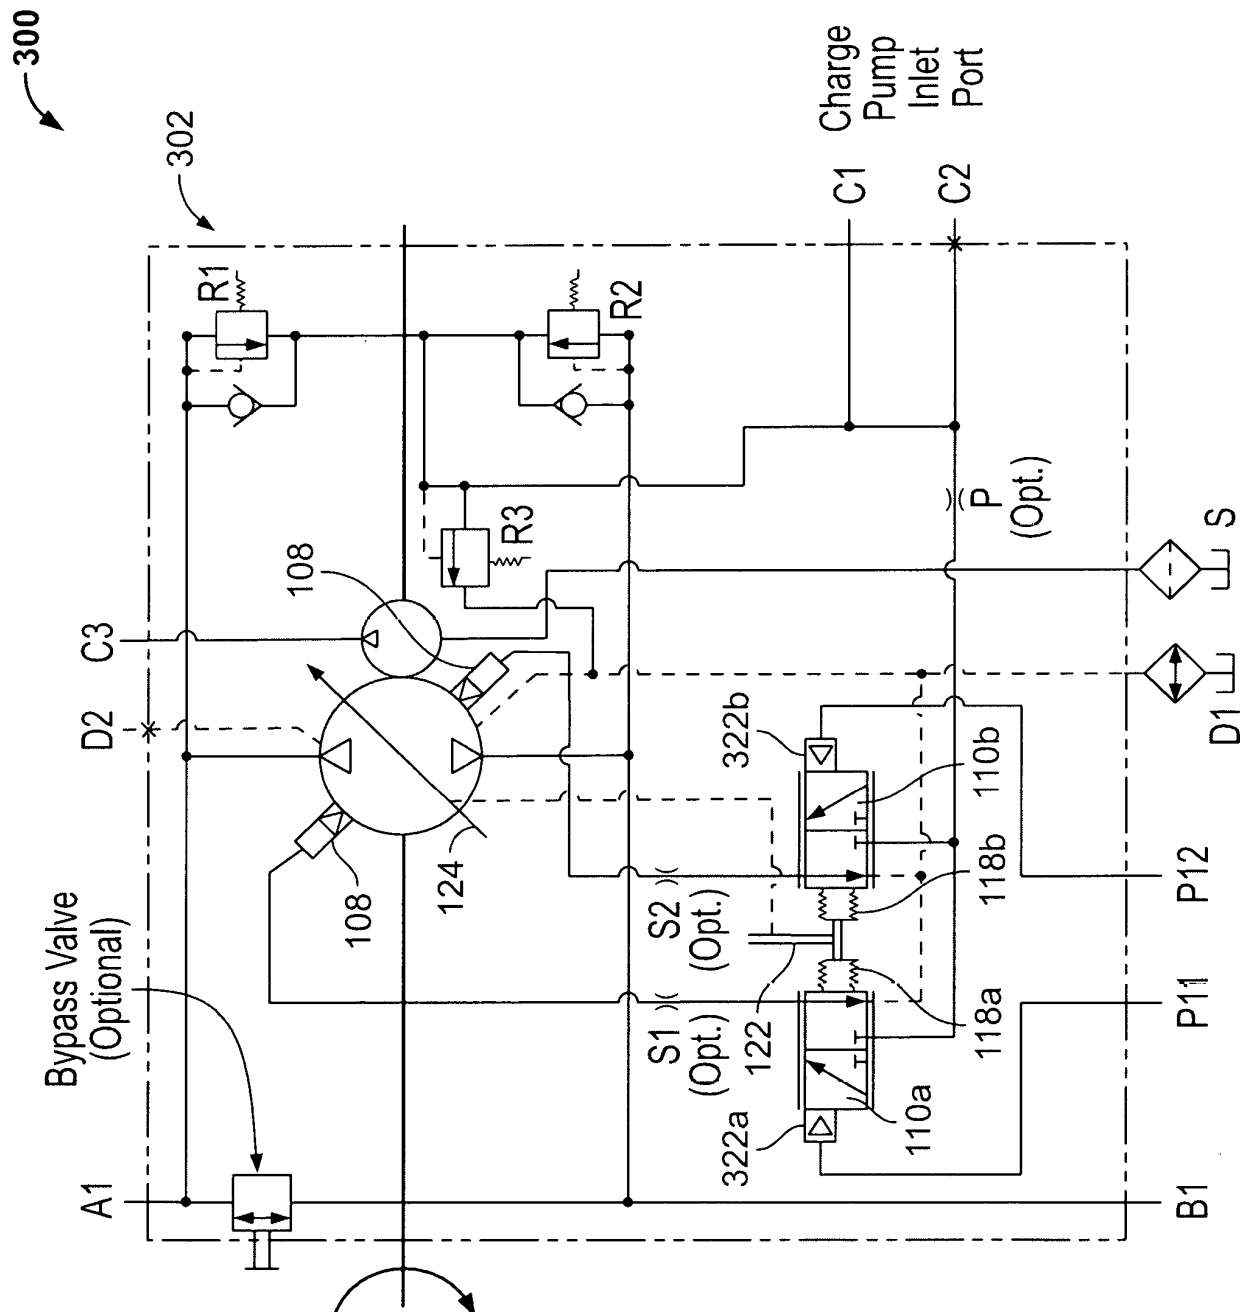 300
302
Charge
Pump
Inlet
Port
C1
C2
R1
R2
R3
108
C3
D2
108
124
Bypass Valve
(Optional)
A1
P
(Opt.)
S
D1
322b
110b
118b
S2
(Opt.)
S1
(Opt.)
122
118a
110a
322a
P12
P11
B1